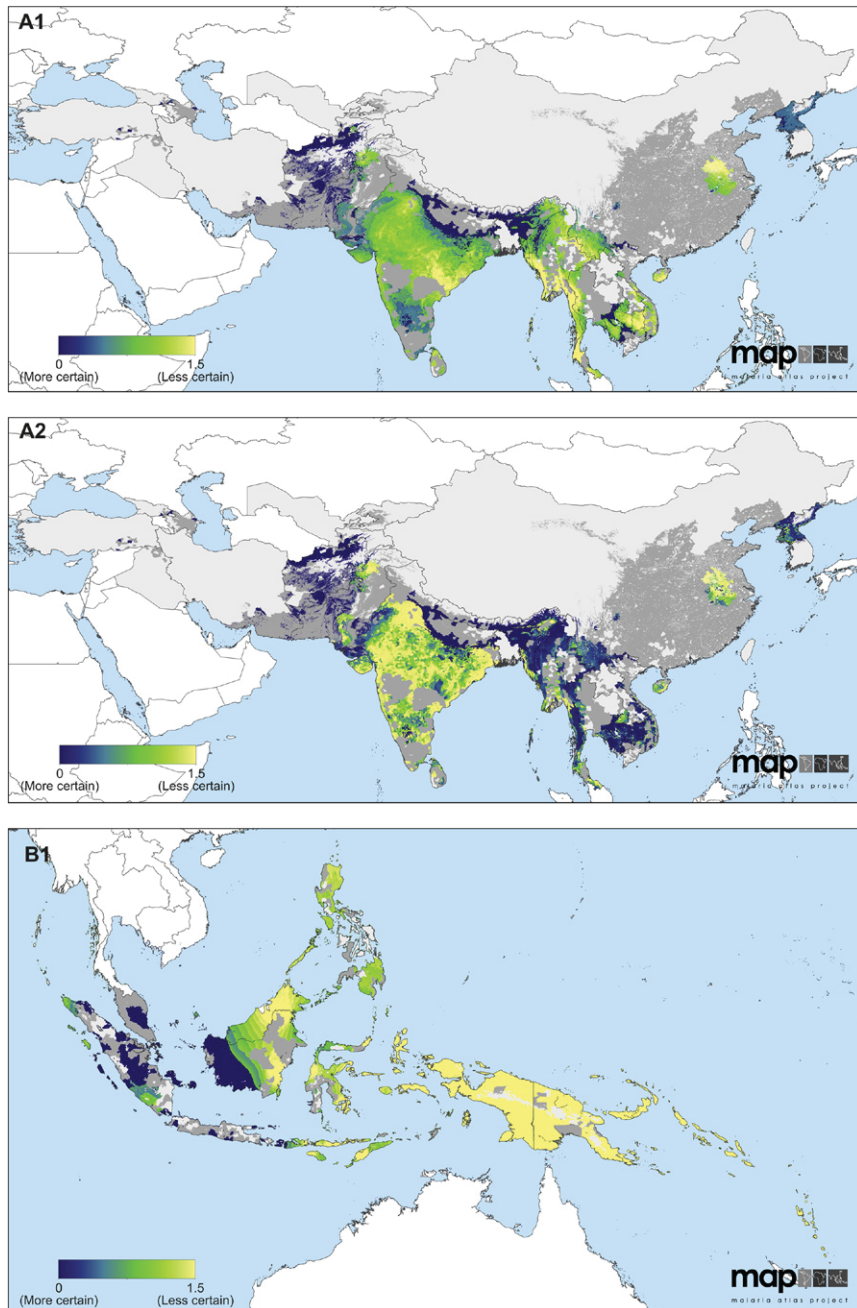 A1
0
1.5
(More certain)
(Less certain)
map
malaria atlas project
A2
0
1.5
(More certain)
(Less certain)
map
malaria atlas project
B1
0
1.5
(More certain)
(Less certain)
map
malaria atlas project